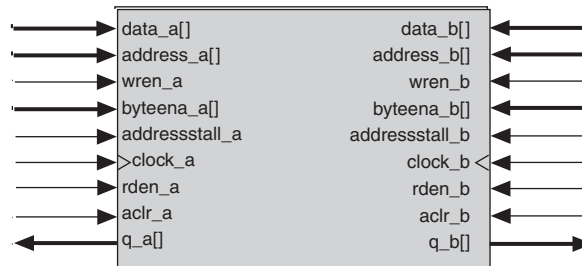 data_a[] data_b[]
address_a[] address_b[]
wren_a wren_b
byteena_a[] byteena_b[]
addressstall_a addressstall_b
clock_a clock_b
rden_a rden_b
aclr_a aclr_b
q_a[] q_b[]